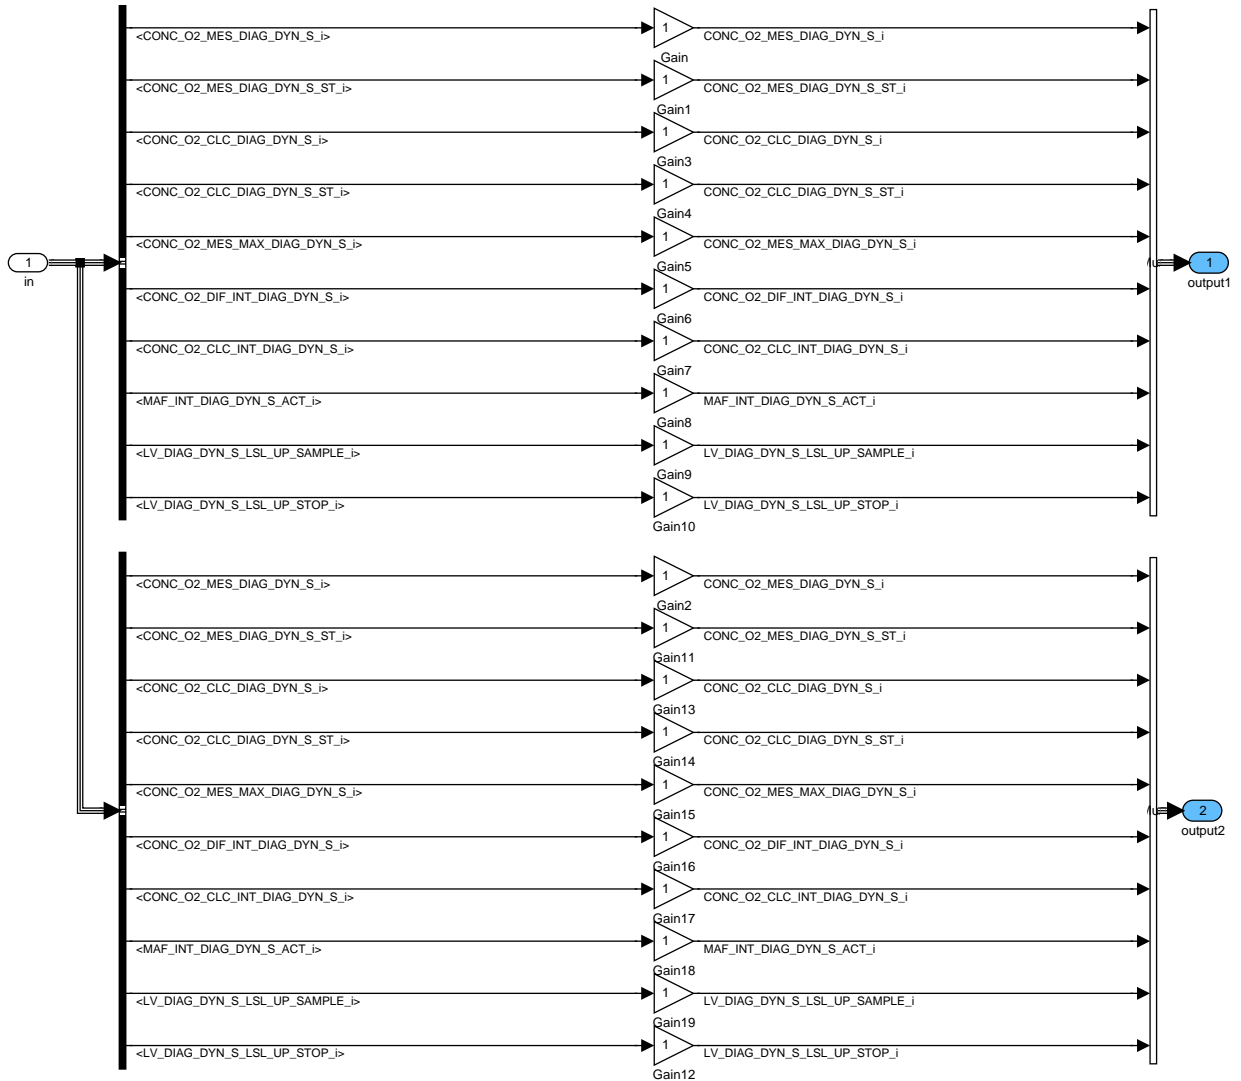 1
in
<CONC_O2_MES_DIAG_DYN_S_i>
1
CONC_O2_MES_DIAG_DYN_S_i
Gain
<CONC_O2_MES_DIAG_DYN_S_ST_i>
1
CONC_O2_MES_DIAG_DYN_S_ST_i
Gain1
<CONC_O2_CLC_DIAG_DYN_S_i>
1
CONC_O2_CLC_DIAG_DYN_S_i
Gain3
<CONC_O2_CLC_DIAG_DYN_S_ST_i>
1
CONC_O2_CLC_DIAG_DYN_S_ST_i
Gain4
<CONC_O2_MES_MAX_DIAG_DYN_S_i>
1
CONC_O2_MES_MAX_DIAG_DYN_S_i
Gain5
<CONC_O2_DIF_INT_DIAG_DYN_S_i>
1
CONC_O2_DIF_INT_DIAG_DYN_S_i
Gain6
<CONC_O2_CLC_INT_DIAG_DYN_S_i>
1
CONC_O2_CLC_INT_DIAG_DYN_S_i
Gain7
<MAF_INT_DIAG_DYN_S_ACT_i>
1
MAF_INT_DIAG_DYN_S_ACT_i
Gain8
<LV_DIAG_DYN_S_LSL_UP_SAMPLE_i>
1
LV_DIAG_DYN_S_LSL_UP_SAMPLE_i
Gain9
<LV_DIAG_DYN_S_LSL_UP_STOP_i>
1
LV_DIAG_DYN_S_LSL_UP_STOP_i
Gain10
1
output1
<CONC_O2_MES_DIAG_DYN_S_i>
1
CONC_O2_MES_DIAG_DYN_S_i
Gain2
<CONC_O2_MES_DIAG_DYN_S_ST_i>
1
CONC_O2_MES_DIAG_DYN_S_ST_i
Gain11
<CONC_O2_CLC_DIAG_DYN_S_i>
1
CONC_O2_CLC_DIAG_DYN_S_i
Gain13
<CONC_O2_CLC_DIAG_DYN_S_ST_i>
1
CONC_O2_CLC_DIAG_DYN_S_ST_i
Gain14
<CONC_O2_MES_MAX_DIAG_DYN_S_i>
1
CONC_O2_MES_MAX_DIAG_DYN_S_i
Gain15
<CONC_O2_DIF_INT_DIAG_DYN_S_i>
1
CONC_O2_DIF_INT_DIAG_DYN_S_i
Gain16
<CONC_O2_CLC_INT_DIAG_DYN_S_i>
1
CONC_O2_CLC_INT_DIAG_DYN_S_i
Gain17
<MAF_INT_DIAG_DYN_S_ACT_i>
1
MAF_INT_DIAG_DYN_S_ACT_i
Gain18
<LV_DIAG_DYN_S_LSL_UP_SAMPLE_i>
1
LV_DIAG_DYN_S_LSL_UP_SAMPLE_i
Gain19
<LV_DIAG_DYN_S_LSL_UP_STOP_i>
1
LV_DIAG_DYN_S_LSL_UP_STOP_i
Gain12
2
output2